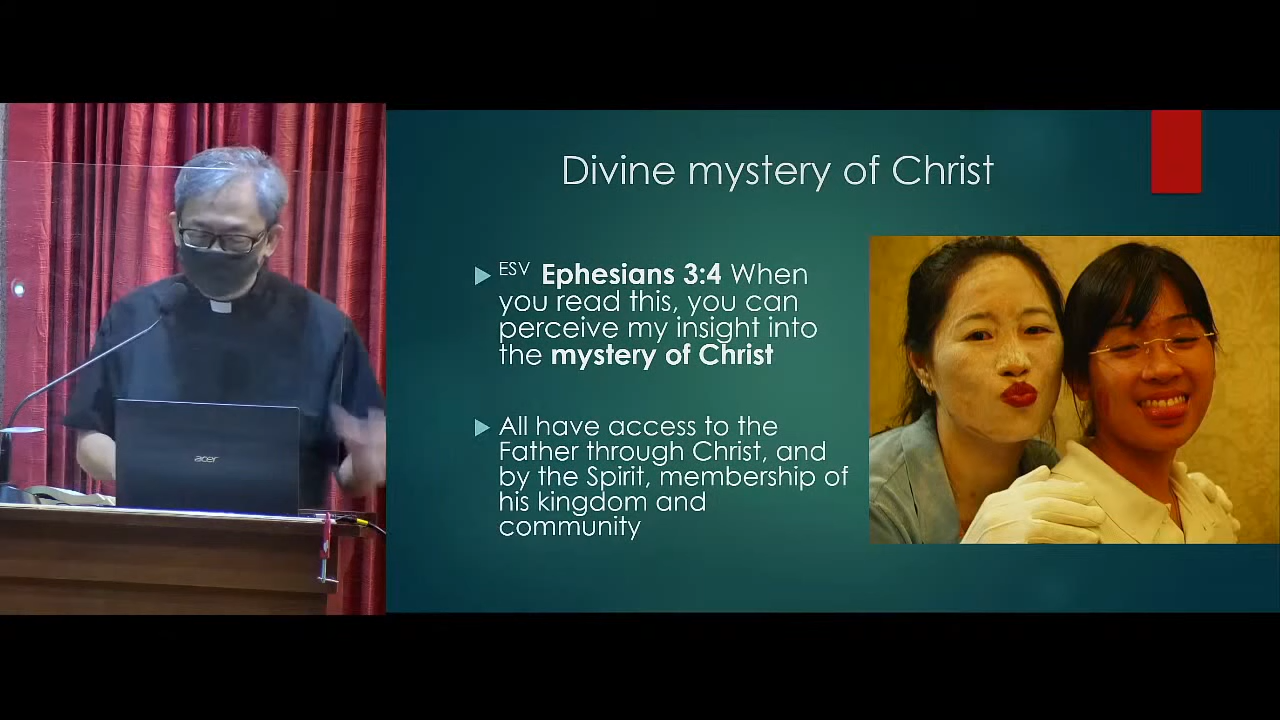 Divine mystery of Christ
ESV Ephesians 3:4 When
you read this, you can
perceive my insight into
the mystery of Christ
All have access to the
Father through Christ, and
by the Spirit, membership of
his kingdom and
community
acer